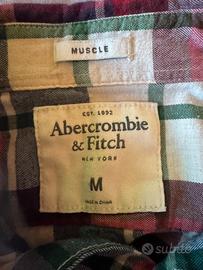 MUSCLE
EST. 1892
Abercrombie
& Fitch
NEW YORK
M
MADE IN CHINA
subito